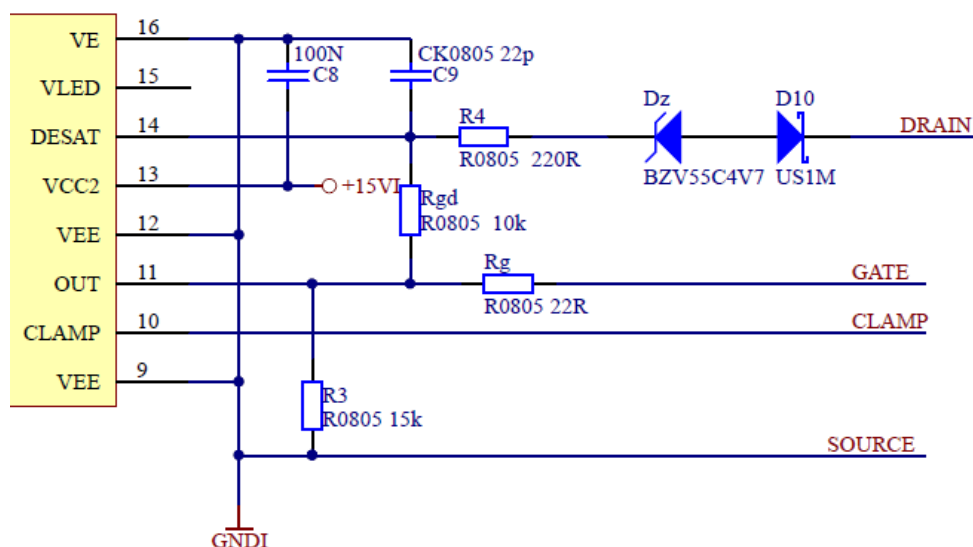 VE 16
VLED 15
DESAT 14
VCC2 13
VEE 12
OUT 11
CLAMP 10
VEE 9
100N
C8
CK0805 22p
C9
R4
R0805 220R
Dz
BZV55C4V7
D10
US1M
DRAIN
+15VI
Rgd
R0805 10k
Rg
R0805 22R
GATE
CLAMP
R3
R0805 15k
SOURCE
GNDI